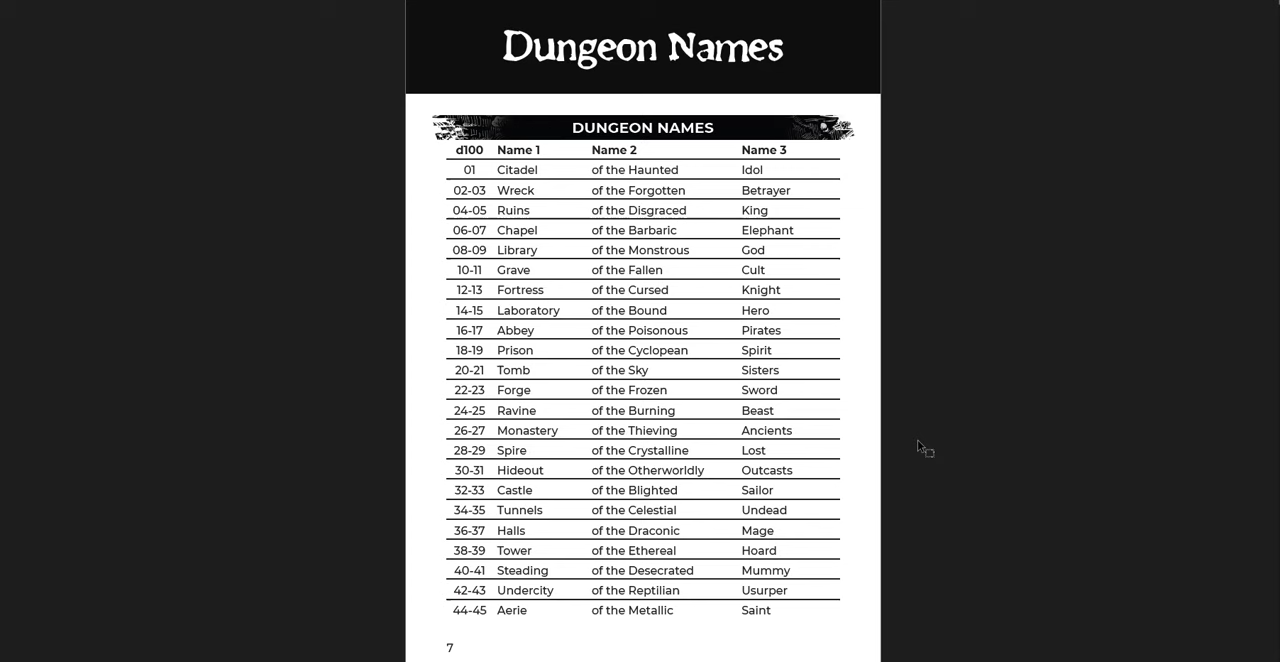 Dungeon Names
DUNGEON NAMES
d100 Name 1 Name 2 Name 3
01 Citadel of the Haunted Idol
02-03 Wreck of the Forgotten Betrayer
04-05 Ruins of the Disgraced King
06-07 Chapel of the Barbaric Elephant
08-09 Library of the Monstrous God
10-11 Grave of the Fallen Cult
12-13 Fortress of the Cursed Knight
14-15 Laboratory of the Bound Hero
16-17 Abbey of the Poisonous Pirates
18-19 Prison of the Cyclopean Spirit
20-21 Tomb of the Sky Sisters
22-23 Forge of the Frozen Sword
24-25 Ravine of the Burning Beast
26-27 Monastery of the Thieving Ancients
28-29 Spire of the Crystalline Lost
30-31 Hideout of the Otherworldly Outcasts
32-33 Castle of the Blighted Sailor
34-35 Tunnels of the Celestial Undead
36-37 Halls of the Draconic Mage
38-39 Tower of the Ethereal Hoard
40-41 Steading of the Desecrated Mummy
42-43 Undercity of the Reptilian Usurper
44-45 Aerie of the Metallic Saint
7